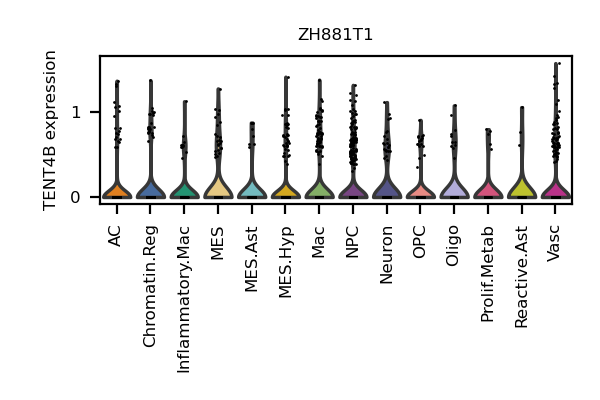 ZH881T1
TENT4B expression
1
0
AC
Chromatin.Reg
Inflammatory.Mac
MES
MES.Ast
MES.Hyp
Mac
NPC
Neuron
OPC
Oligo
Prolif.Metab
Reactive.Ast
Vasc